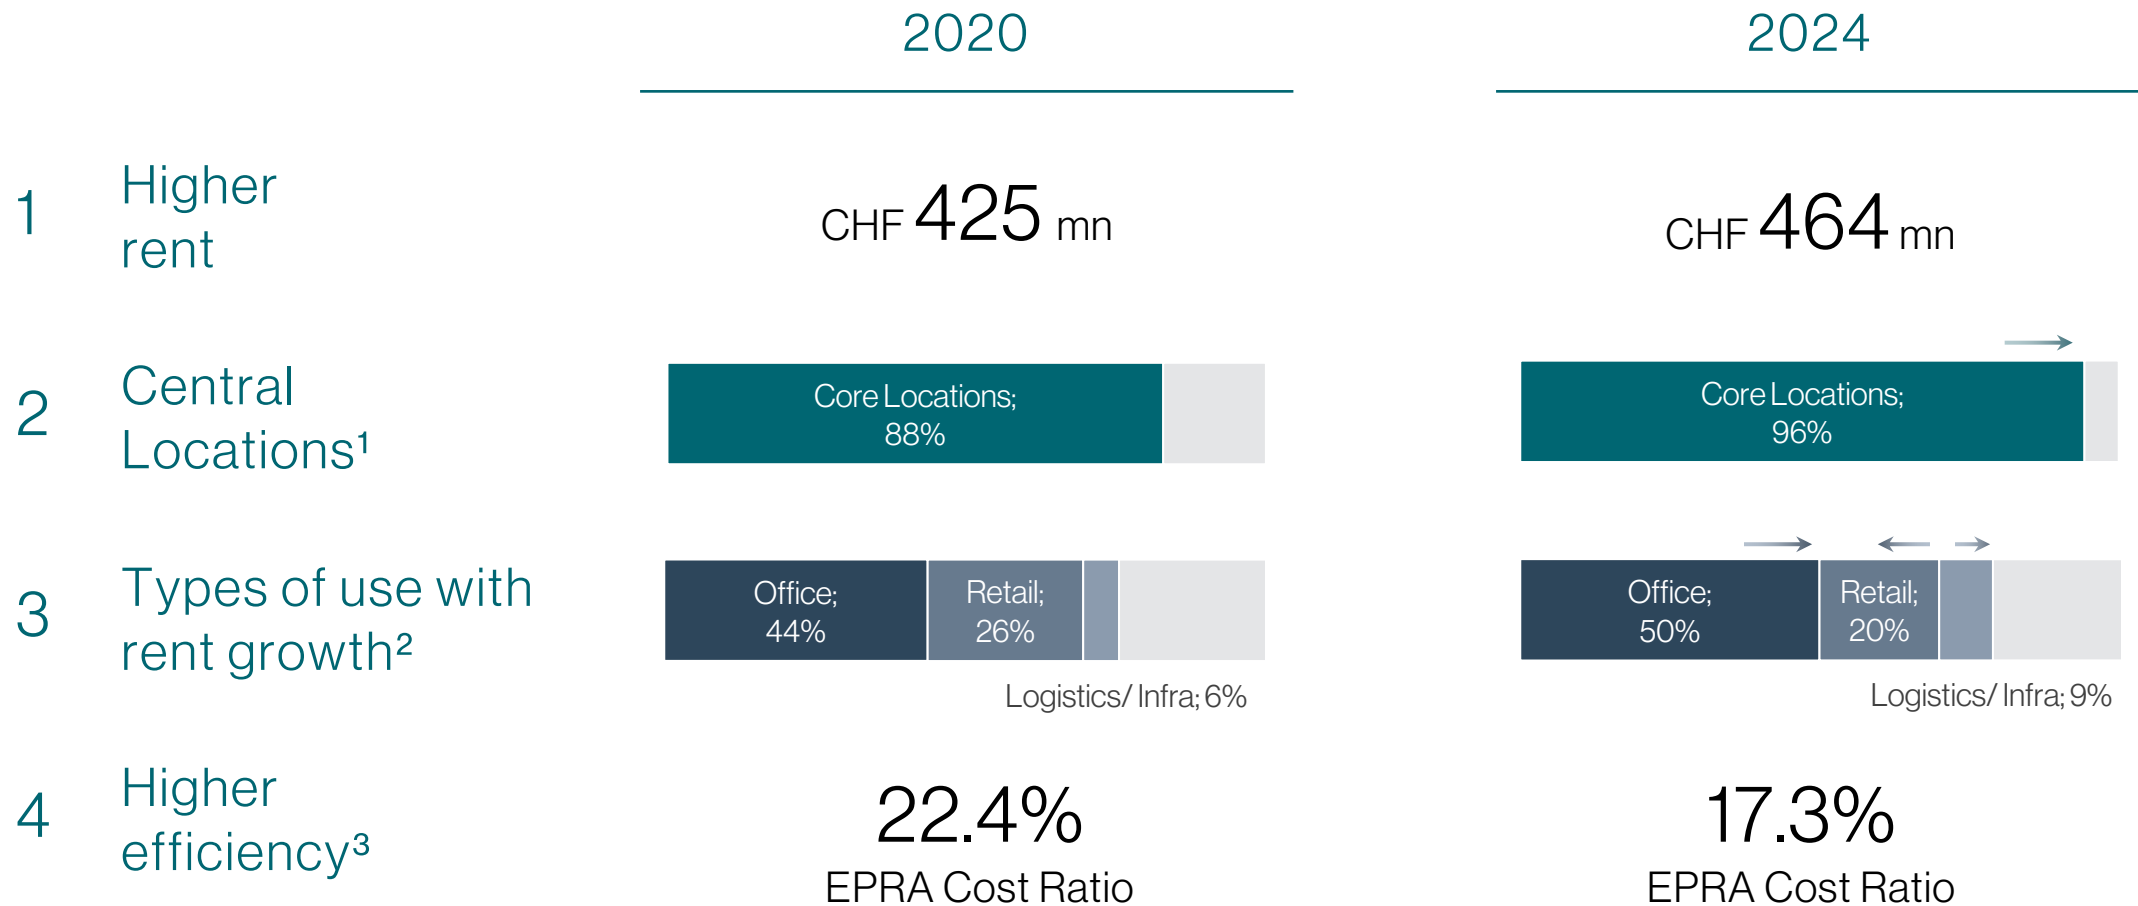 2020
2024
1
Higher
rent
CHF 425 mn
CHF 464 mn
2
Central
Locations¹
Core Locations;
88%
Core Locations;
96%
3
Types of use with
rent growth²
Office;
44%
Retail;
26%
Logistics/ Infra; 6%
Office;
50%
Retail;
20%
Logistics/ Infra; 9%
4
Higher
efficiency³
22.4%
EPRA Cost Ratio
17.3%
EPRA Cost Ratio